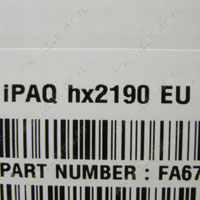 iPAQ hx2190 EU
PART NUMBER : FA67